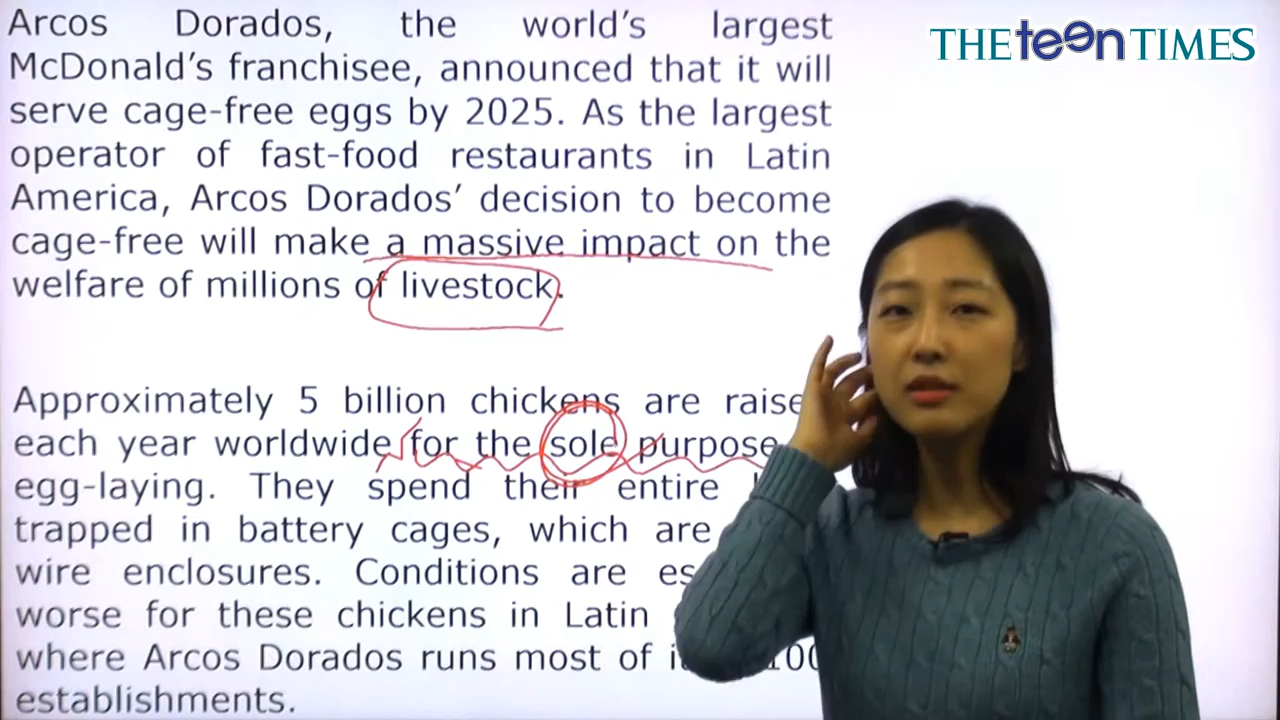 THE teen TIMES
Arcos Dorados, the world's largest
McDonald's franchisee, announced that it will
serve cage-free eggs by 2025. As the largest
operator of fast-food restaurants in Latin
America, Arcos Dorados' decision to become
cage-free will make a massive impact on the
welfare of millions of livestock.
Approximately 5 billion chickens are
each year worldwide for the sole purpose
egg-laying. They spend their entire
trapped in battery cages, which are
wire enclosures. Conditions are
worse for these chickens in Latin
where Arcos Dorados runs most of
establishments.